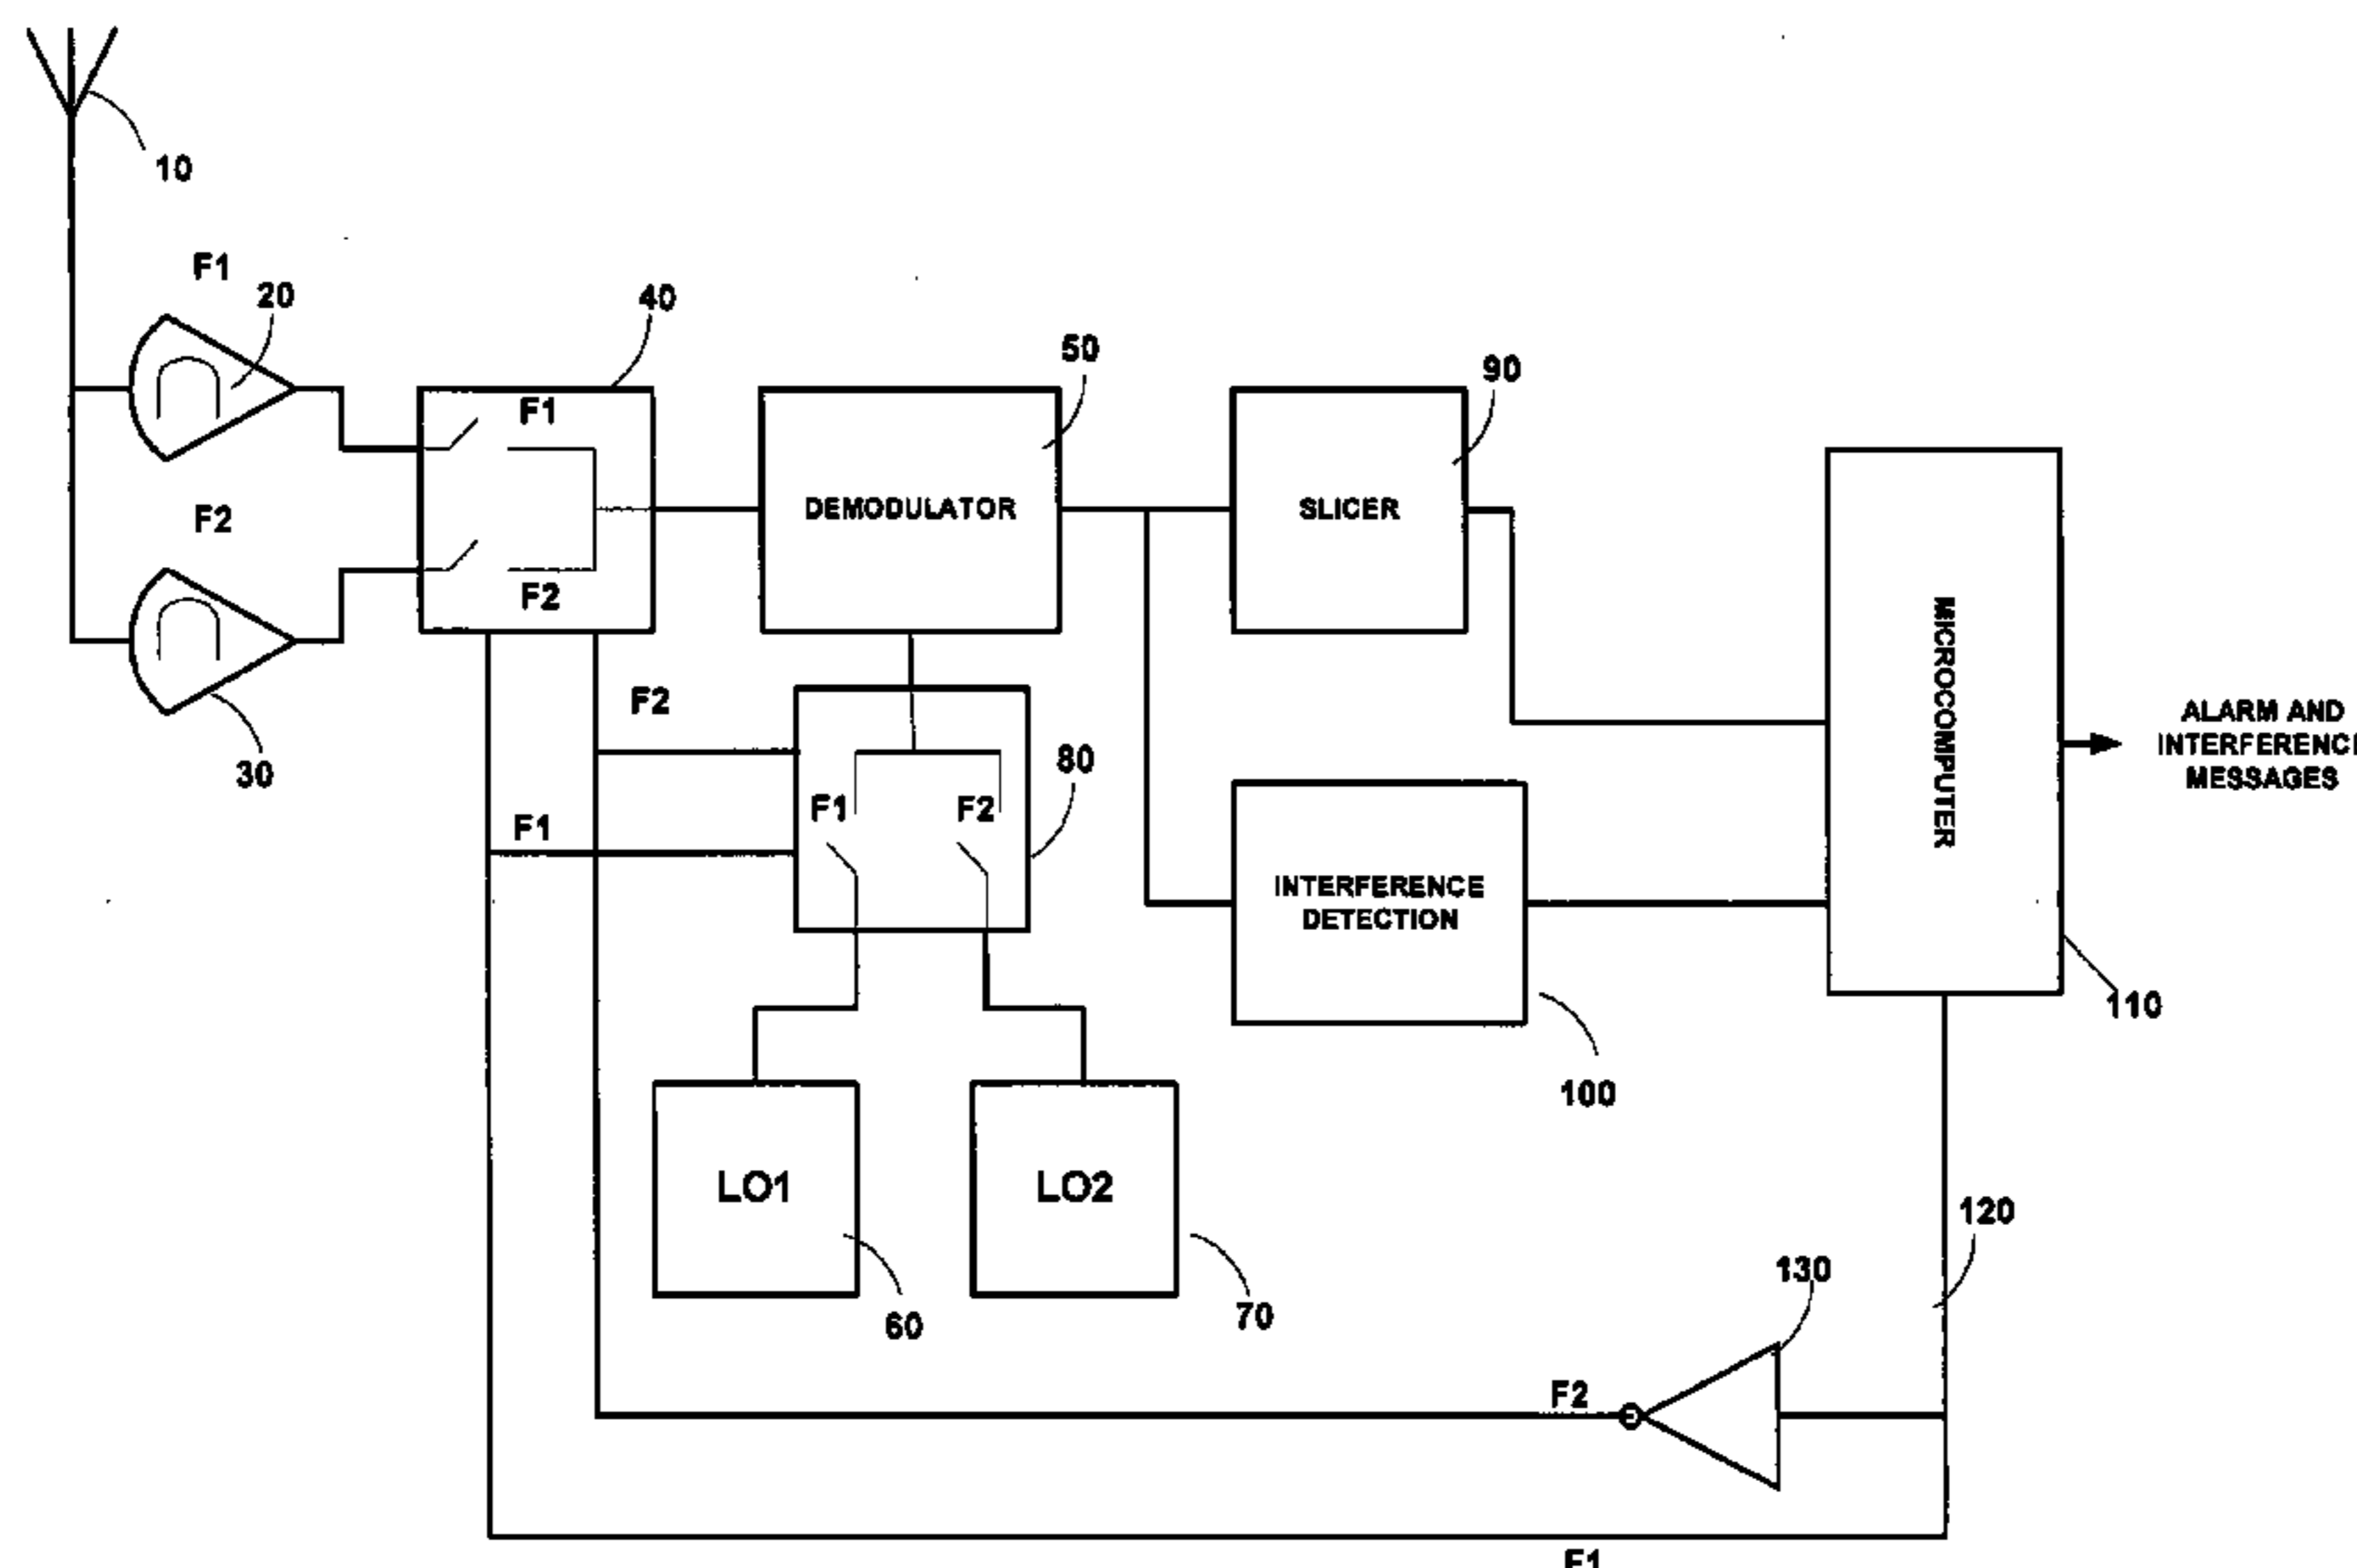 10
F1
20
40
50
90
F1
F2
DEMODULATOR
SLICER
F2
30
MICROCOMPUTER
F2
80
F1
F2
F1
ALARM AND
INTERFERENCE
MESSAGES
INTERFERENCE
DETECTION
110
100
LO1
LO2
120
60
70
130
F2
F1